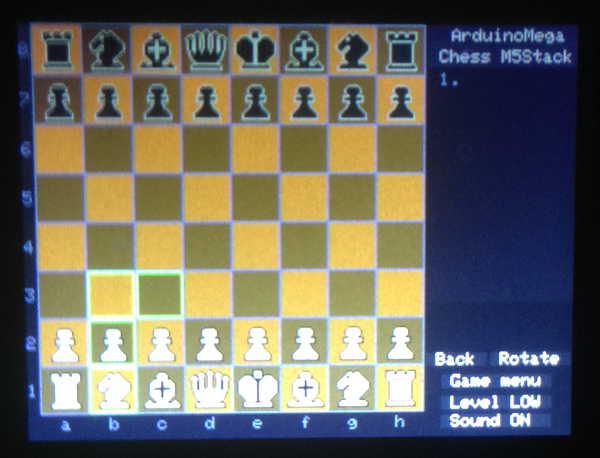 ArduinoMega
Chess M5Stack
1.
8
7
6
5
4
3
2
1
a b c d e f g h
Back Rotate
Game menu
Level LOW
Sound ON